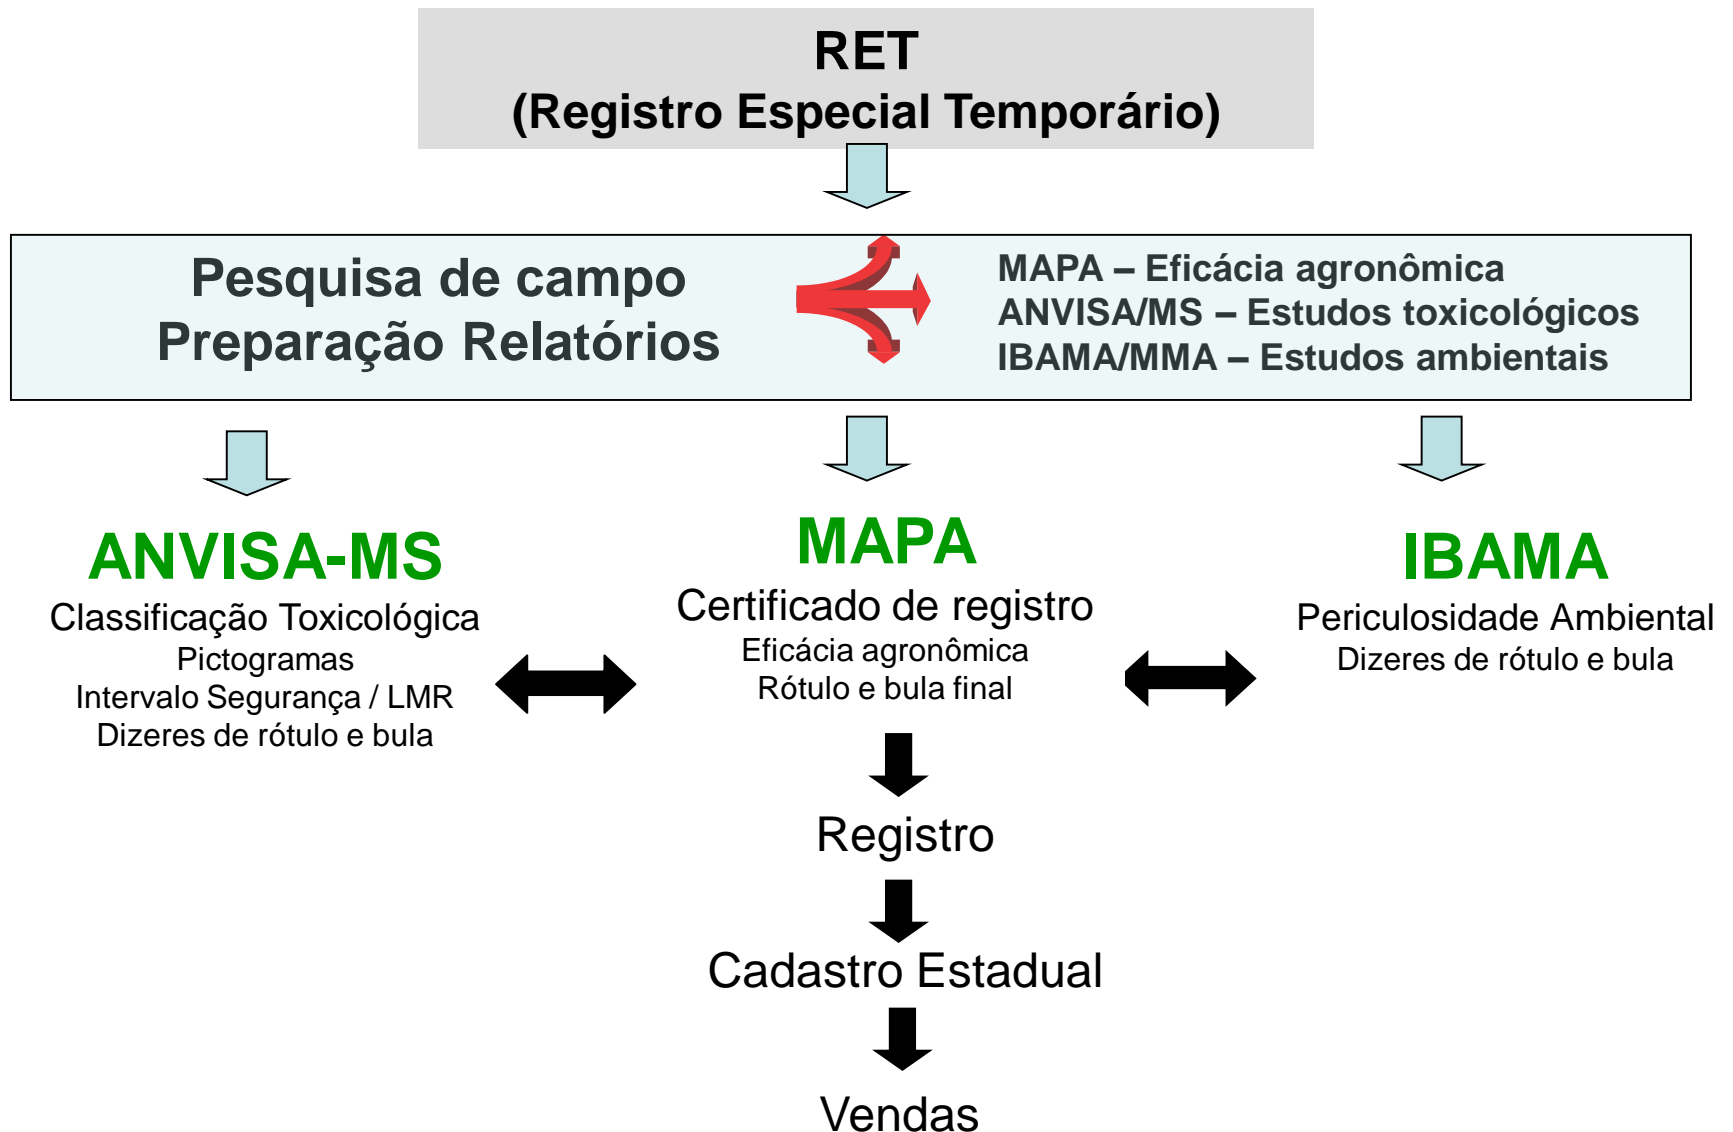 RET
(Registro Especial Temporário)
Pesquisa de campo
Preparação Relatórios
MAPA – Eficácia agronômica
ANVISA/MS – Estudos toxicológicos
IBAMA/MMA – Estudos ambientais
ANVISA-MS
Classificação Toxicológica
Pictogramas
Intervalo Segurança / LMR
Dizeres de rótulo e bula
MAPA
Certificado de registro
Eficácia agronômica
Rótulo e bula final
IBAMA
Periculosidade Ambiental
Dizeres de rótulo e bula
Registro
Cadastro Estadual
Vendas